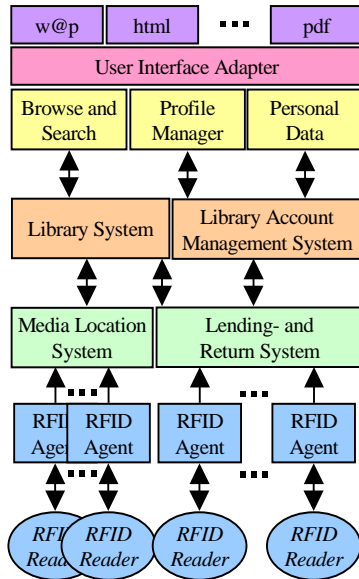 w@p html pdf
User Interface Adapter
Browse and Profile Personal
Search Manager Data
Library System Library Account
Management System
Media Location Lending- and
System Return System
RFID RFID RFID RFID
Agent Agent Agent Agent
RFID RFID RFID RFID
Reader Reader Reader Reader